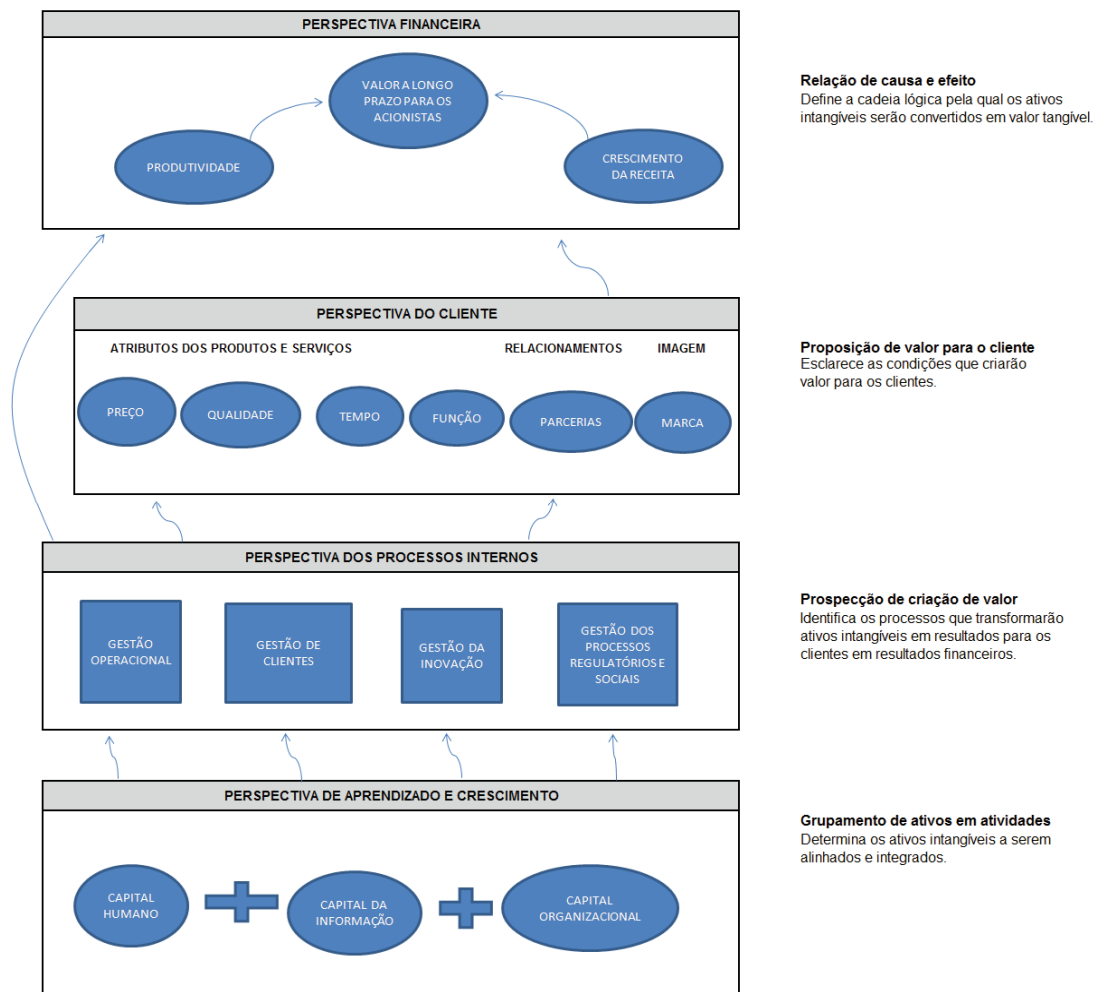 PERSPECTIVA FINANCEIRA
VALOR A LONGO
PRAZO PARA OS
ACIONISTAS
PRODUTIVIDADE
CRESCIMENTO
DA RECEITA
Relação de causa e efeito
Define a cadeia lógica pela qual os ativos
intangíveis serão convertidos em valor tangível.
PERSPECTIVA DO CLIENTE
ATRIBUTOS DOS PRODUTOS E SERVIÇOS
RELACIONAMENTOS
IMAGEM
PREÇO
QUALIDADE
TEMPO
FUNÇÃO
PARCERIAS
MARCA
Proposição de valor para o cliente
Esclarece as condições que criarão
valor para os clientes.
PERSPECTIVA DOS PROCESSOS INTERNOS
GESTÃO
OPERACIONAL
GESTÃO DE
CLIENTES
GESTÃO DA
INOVAÇÃO
GESTÃO DOS
PROCESSOS
REGULATÓRIOS E
SOCIAIS
Prospecção de criação de valor
Identifica os processos que transformarão
ativos intangíveis em resultados para os
clientes em resultados financeiros.
PERSPECTIVA DE APRENDIZADO E CRESCIMENTO
CAPITAL
HUMANO
CAPITAL DA
INFORMAÇÃO
CAPITAL
ORGANIZACIONAL
Grupamento de ativos em atividades
Determina os ativos intangíveis a serem
alinhados e integrados.